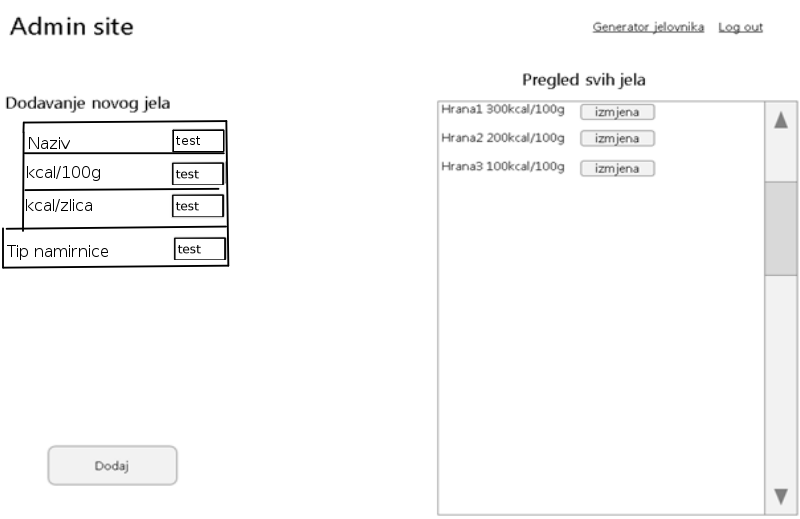 Admin site
Generator jelovnika Log out
Dodavanje novog jela
Naziv test
kcal/100g test
kcal/zlica test
Tip namirnice test
Dodaj
Pregled svih jela
Hrana1 300kcal/100g izmjena
Hrana2 200kcal/100g izmjena
Hrana3 100kcal/100g izmjena